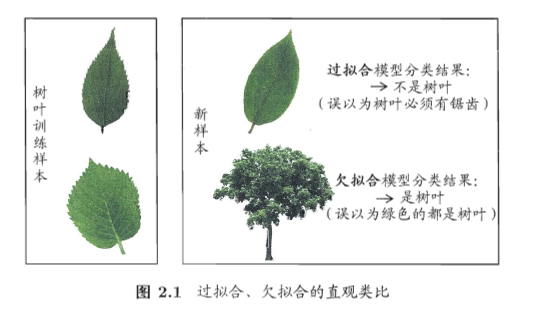 树叶训练样本
新样本
过拟合模型分类结果：
→不是树叶
（误以为树叶必须有锯齿）
欠拟合模型分类结果：
→是树叶
（误以为绿色的都是树叶）
图 2.1 过拟合、欠拟合的直观类比